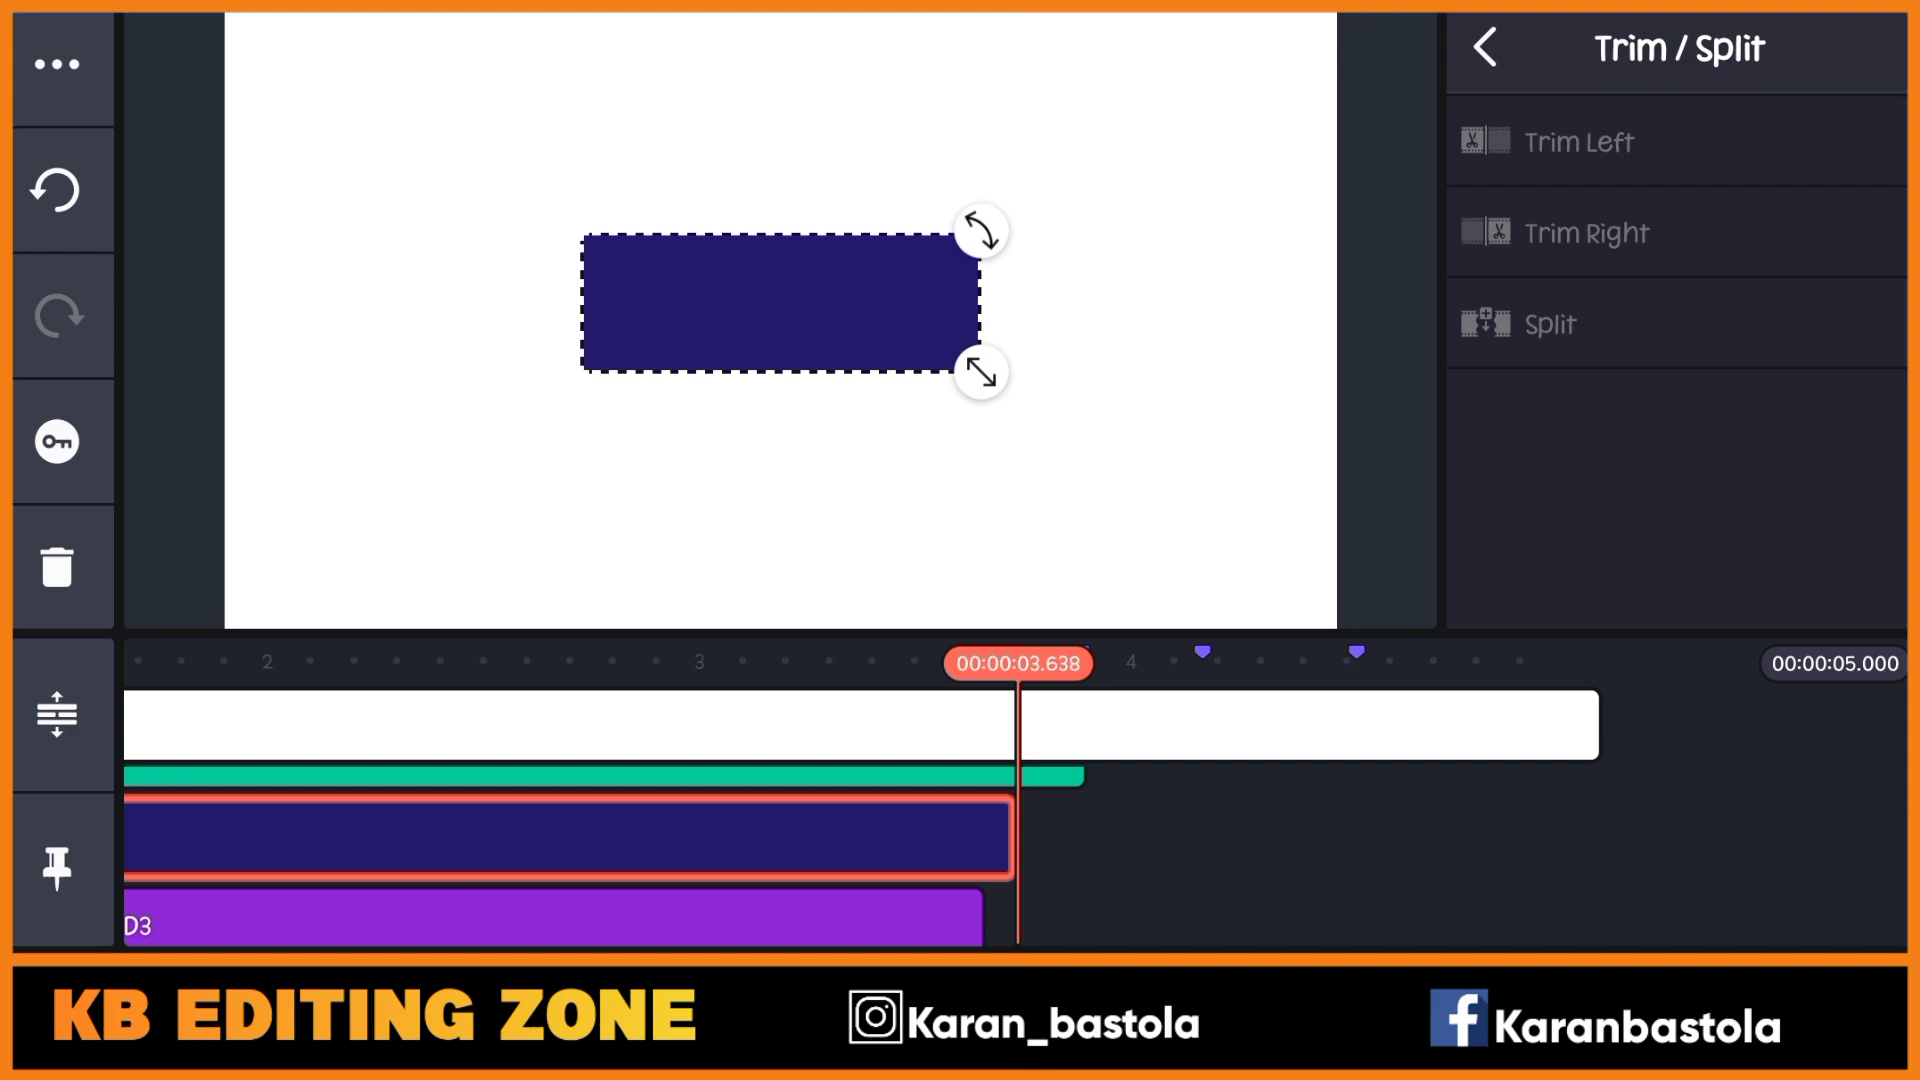 Trim / Split
Trim Left
Trim Right
Split
2
3
00:00:03.638
4
00:00:05.000
D3
KB EDITING ZONE
Karan_bastola
Karanbastola